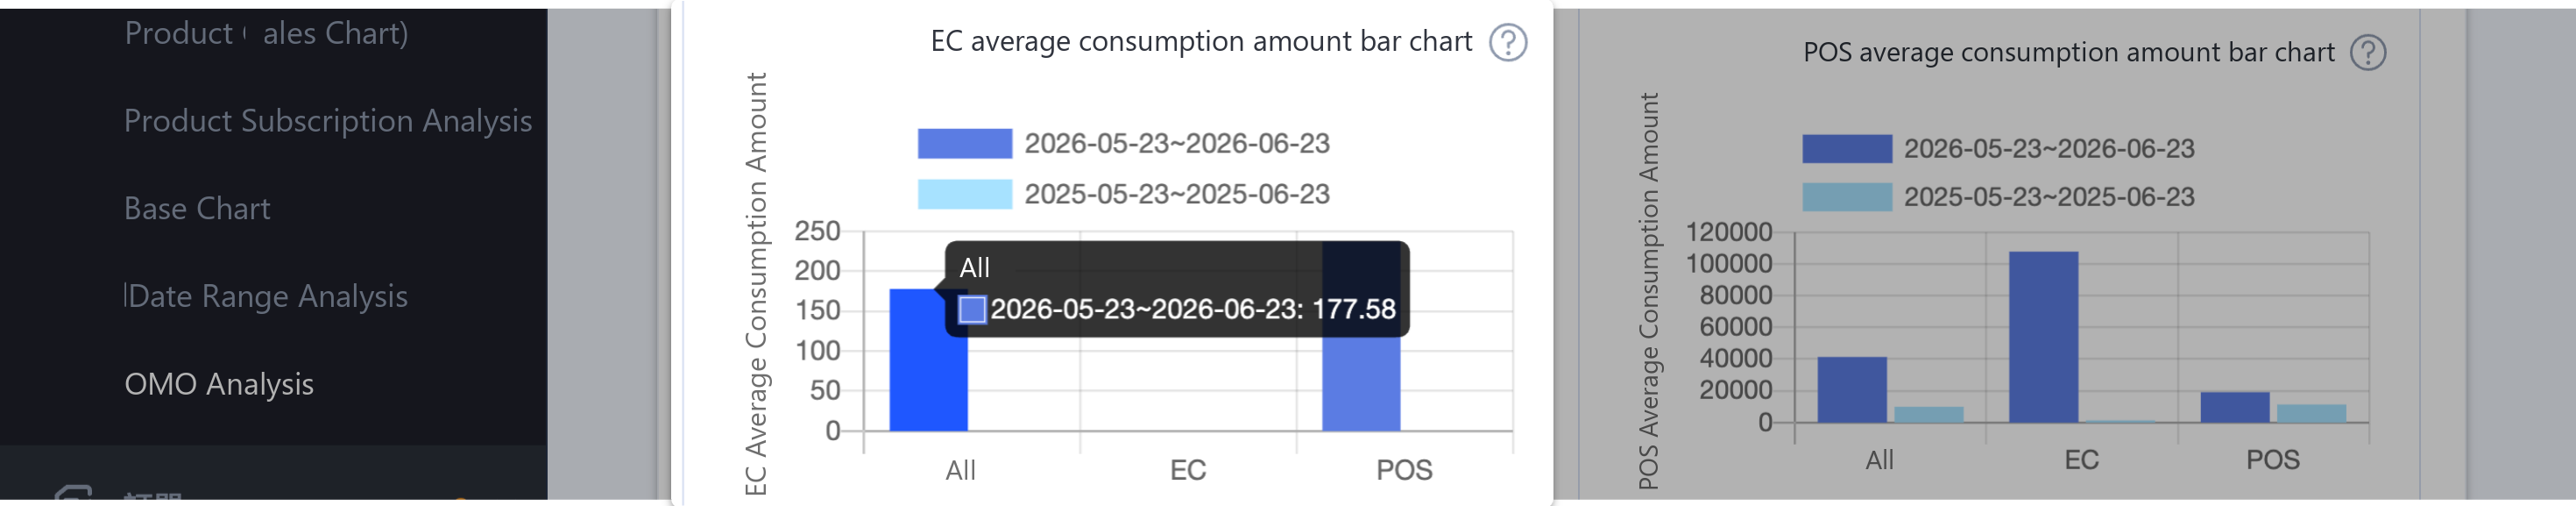 Product ales Chart)
Product Subscription Analysis
Base Chart
Date Range Analysis
OMO Analysis
EC average consumption amount bar chart ?
EC Average Consumption Amount
2026-05-23~2026-06-23
2025-05-23~2025-06-23
250
200
150
100
50
0
All
2026-05-23~2026-06-23: 177.58
All EC POS
POS average consumption amount bar chart ?
POS Average Consumption Amount
2026-05-23~2026-06-23
2025-05-23~2025-06-23
120000
100000
80000
60000
40000
20000
0
All EC POS